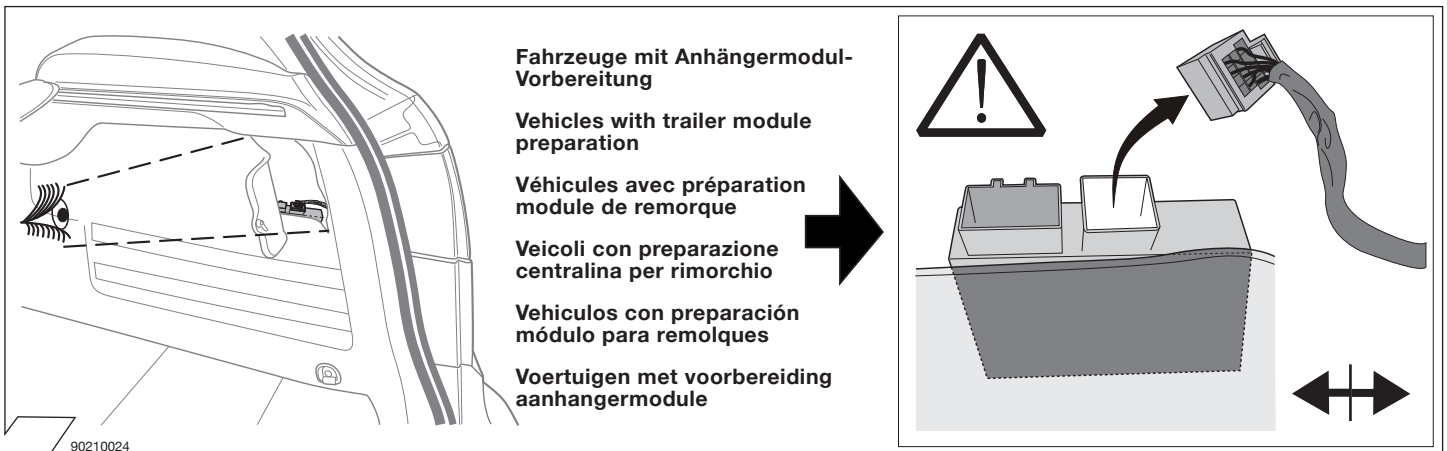 Fahrzeuge mit Anhängermodul-
Vorbereitung
Vehicles with trailer module
preparation
Véhicules avec préparation
module de remorque
Veicoli con preparazione
centralina per rimorchio
Vehiculos con preparación
módulo para remolques
Voertuigen met voorbereiding
aanhangermodule
90210024